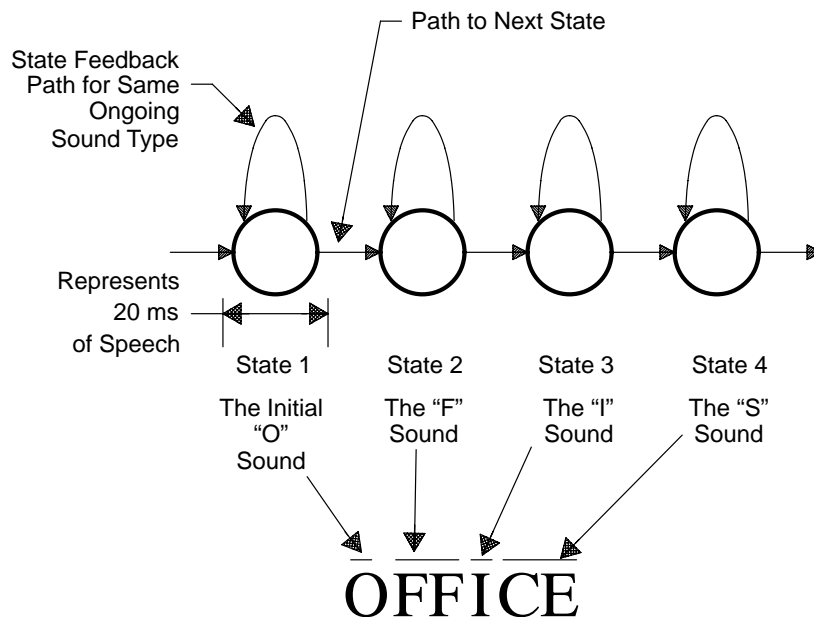 Path to Next State
State Feedback
Path for Same
Ongoing
Sound Type
Represents
20 ms
of Speech
State 1
State 2
State 3
State 4
The Initial
“O”
Sound
The “F”
Sound
The “I”
Sound
The “S”
Sound
OFFICE